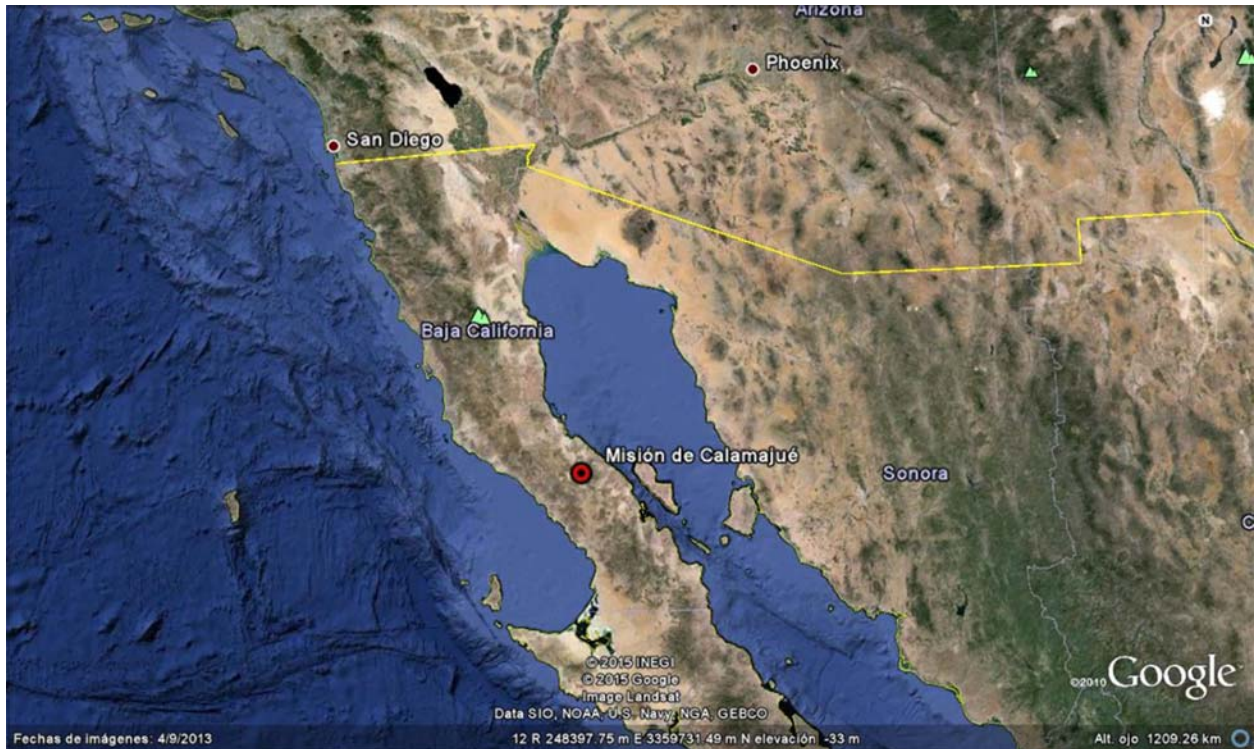 Arizona
N
Phoenix
San Diego
Baja California
Misión de Calamajué
Sonora
C
© 2015 INEGI
© 2015 Google
Image Landsat
Data SIO, NOAA, U.S. Navy, NGA, GEBCO
©2010 Google
Fechas de imágenes: 4/9/2013 12 R 248397.75 m E 3359731.49 m N elevación -33 m Alt. ojo 1209.26 km